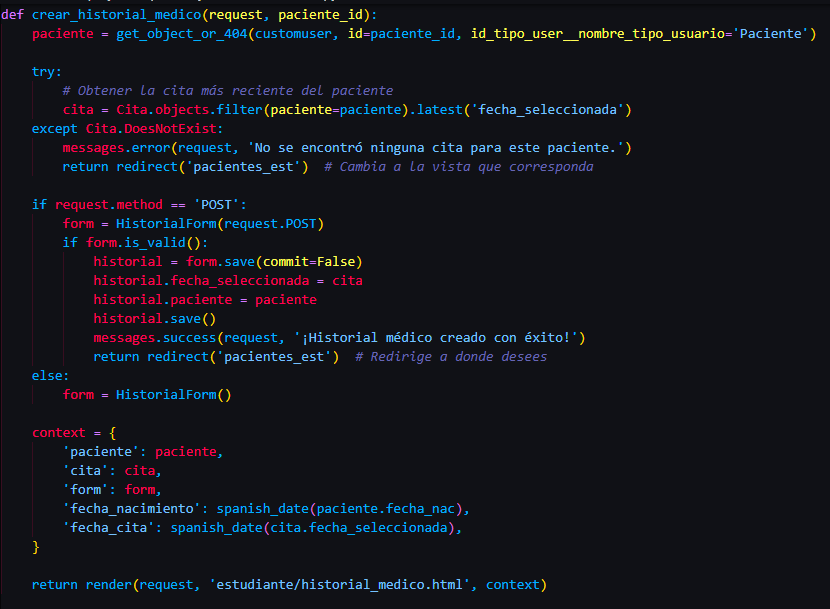 def crear_historial_medico(request, paciente_id):
    paciente = get_object_or_404(customuser, id=paciente_id, id_tipo_user__nombre_tipo_usuario='Paciente')

    try:
        # Obtener la cita más reciente del paciente
        cita = Cita.objects.filter(paciente=paciente).latest('fecha_seleccionada')
    except Cita.DoesNotExist:
        messages.error(request, 'No se encontró ninguna cita para este paciente.')
        return redirect('pacientes_est')  # Cambia a la vista que corresponda

    if request.method == 'POST':
        form = HistorialForm(request.POST)
        if form.is_valid():
            historial = form.save(commit=False)
            historial.fecha_seleccionada = cita
            historial.paciente = paciente
            historial.save()
            messages.success(request, '¡Historial médico creado con éxito!')
            return redirect('pacientes_est')  # Redirige a donde desees
    else:
        form = HistorialForm()

    context = {
        'paciente': paciente,
        'cita': cita,
        'form': form,
        'fecha_nacimiento': spanish_date(paciente.fecha_nac),
        'fecha_cita': spanish_date(cita.fecha_seleccionada),
    }

    return render(request, 'estudiante/historial_medico.html', context)